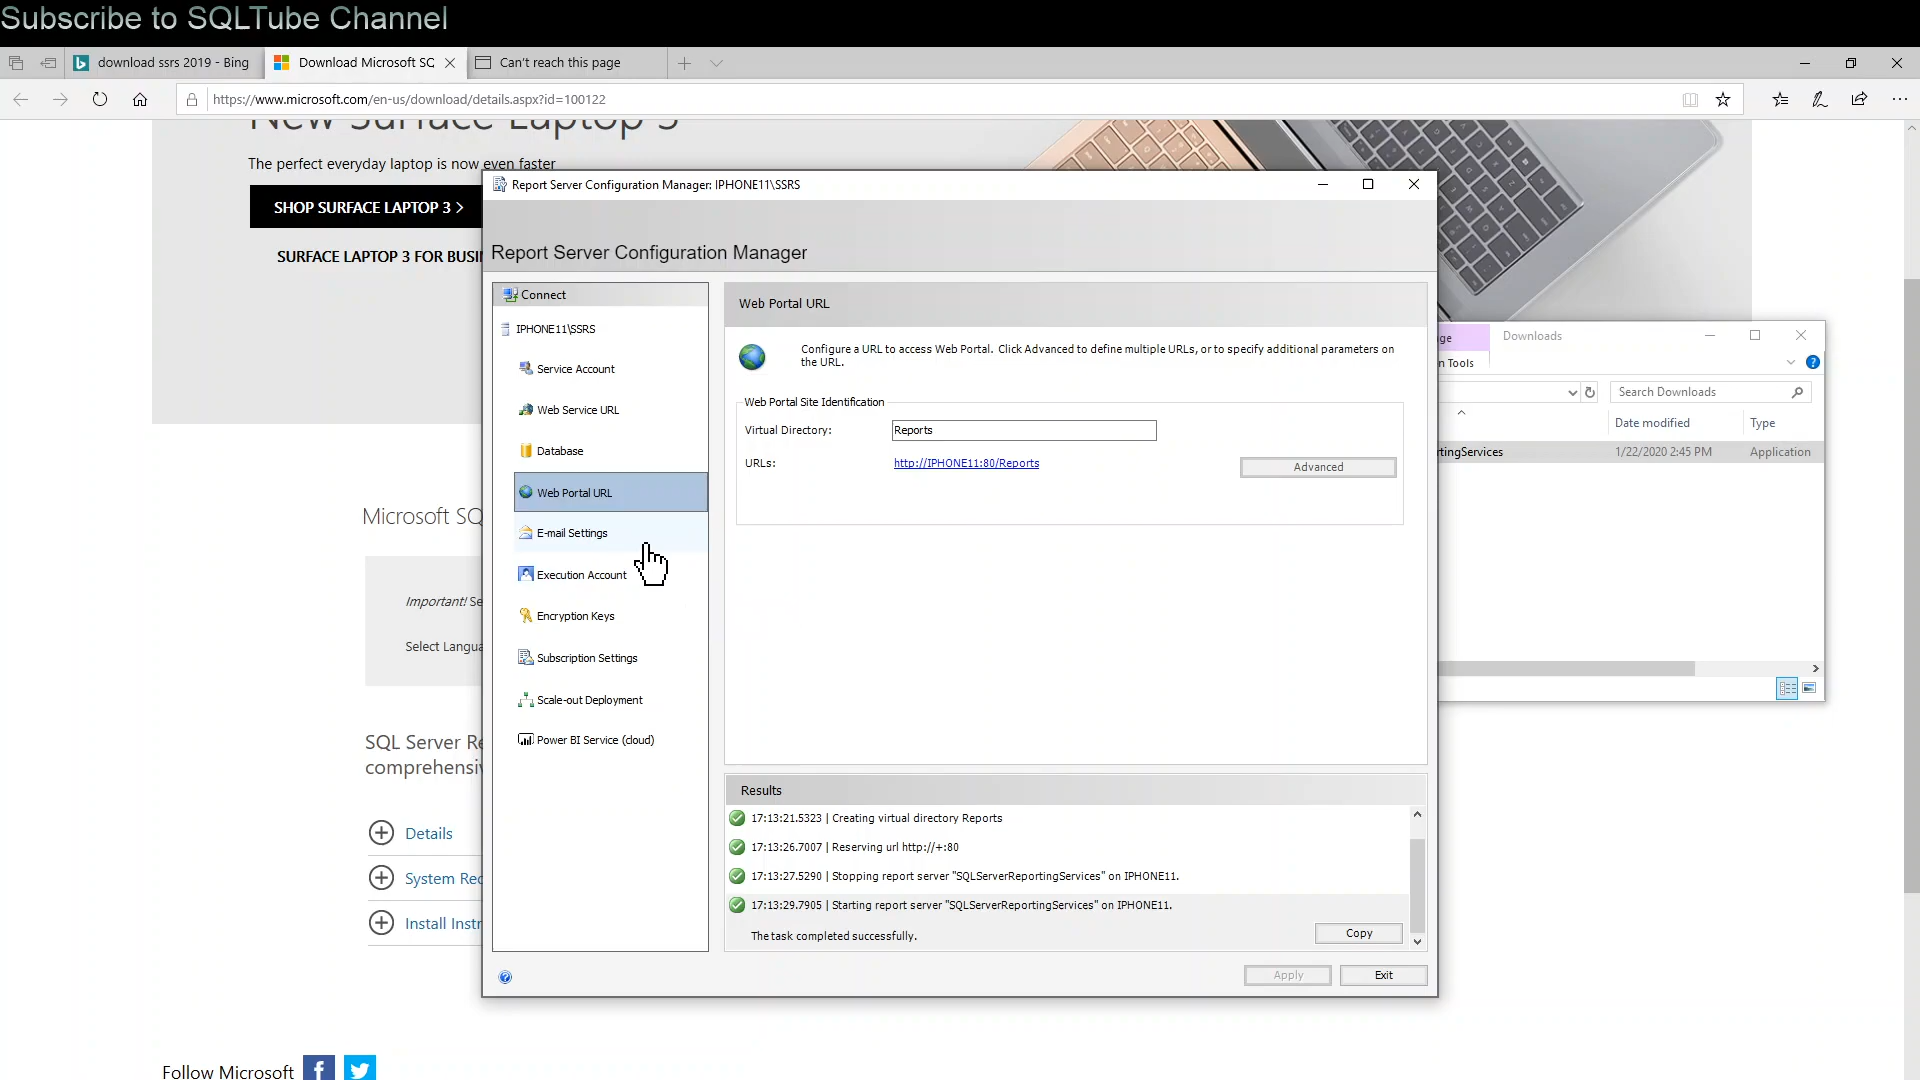 Subscribe to SQLTube Channel
download ssrs 2019 - Bing
Download Microsoft SQ
Can't reach this page
https://www.microsoft.com/en-us/download/details.aspx?id=100122
New Surface Laptop 3
The perfect everyday laptop is now even faster
SHOP SURFACE LAPTOP 3 >
SURFACE LAPTOP 3 FOR BUSI
Report Server Configuration Manager: IPHONE11\SSRS
Report Server Configuration Manager
Connect
IPHONE11\SSRS
Service Account
Web Service URL
Database
Web Portal URL
E-mail Settings
Execution Account
Encryption Keys
Subscription Settings
Scale-out Deployment
Power BI Service (cloud)
Web Portal URL
Configure a URL to access Web Portal. Click Advanced to define multiple URLs, or to specify additional parameters on
the URL.
Web Portal Site Identification
Virtual Directory:
Reports
URLs:
http://IPHONE11:80/Reports
Advanced
Results
17:13:21.5323 | Creating virtual directory Reports
17:13:26.7007 | Reserving url http://+:80
17:13:27.5290 | Stopping report server "SQLServerReportingServices" on IPHONE11.
17:13:29.7905 | Starting report server "SQLServerReportingServices" on IPHONE11.
The task completed successfully.
Copy
Apply
Exit
ge
Downloads
n Tools
Search Downloads
Date modified
Type
rtingServices
1/22/2020 2:45 PM
Application
Microsoft SQ
Important! Se
Select Langua
SQL Server Re
comprehensiv
Details
System Rec
Install Instr
Follow Microsoft